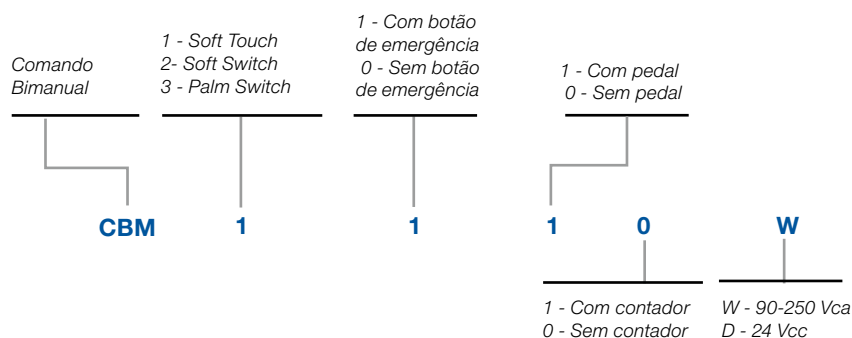 Comando
Bimanual
1 - Soft Touch
2- Soft Switch
3 - Palm Switch
1 - Com botão
de emergência
0 - Sem botão
de emergência
1 - Com pedal
0 - Sem pedal
CBM 1 1 1 0 W
1 - Com contador
0 - Sem contador
W - 90-250 Vca
D - 24 Vcc